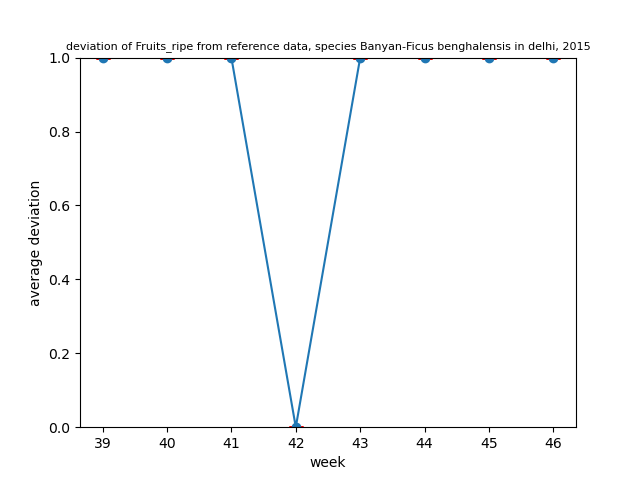 deviation of Fruits_ripe from reference data, species Banyan-Ficus benghalensis in delhi, 2015
1.0
0.8
0.6
0.4
0.2
0.0
average deviation
39 40 41 42 43 44 45 46
week